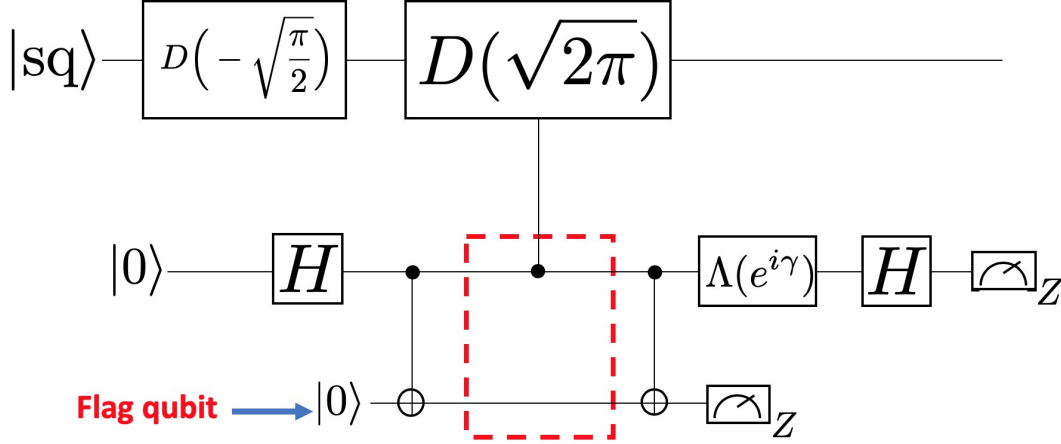 |sq⟩ D(-√(π/2)) D(√2π)
|0⟩ H Λ(e^{iγ}) H Z
Flag qubit |0⟩ Z